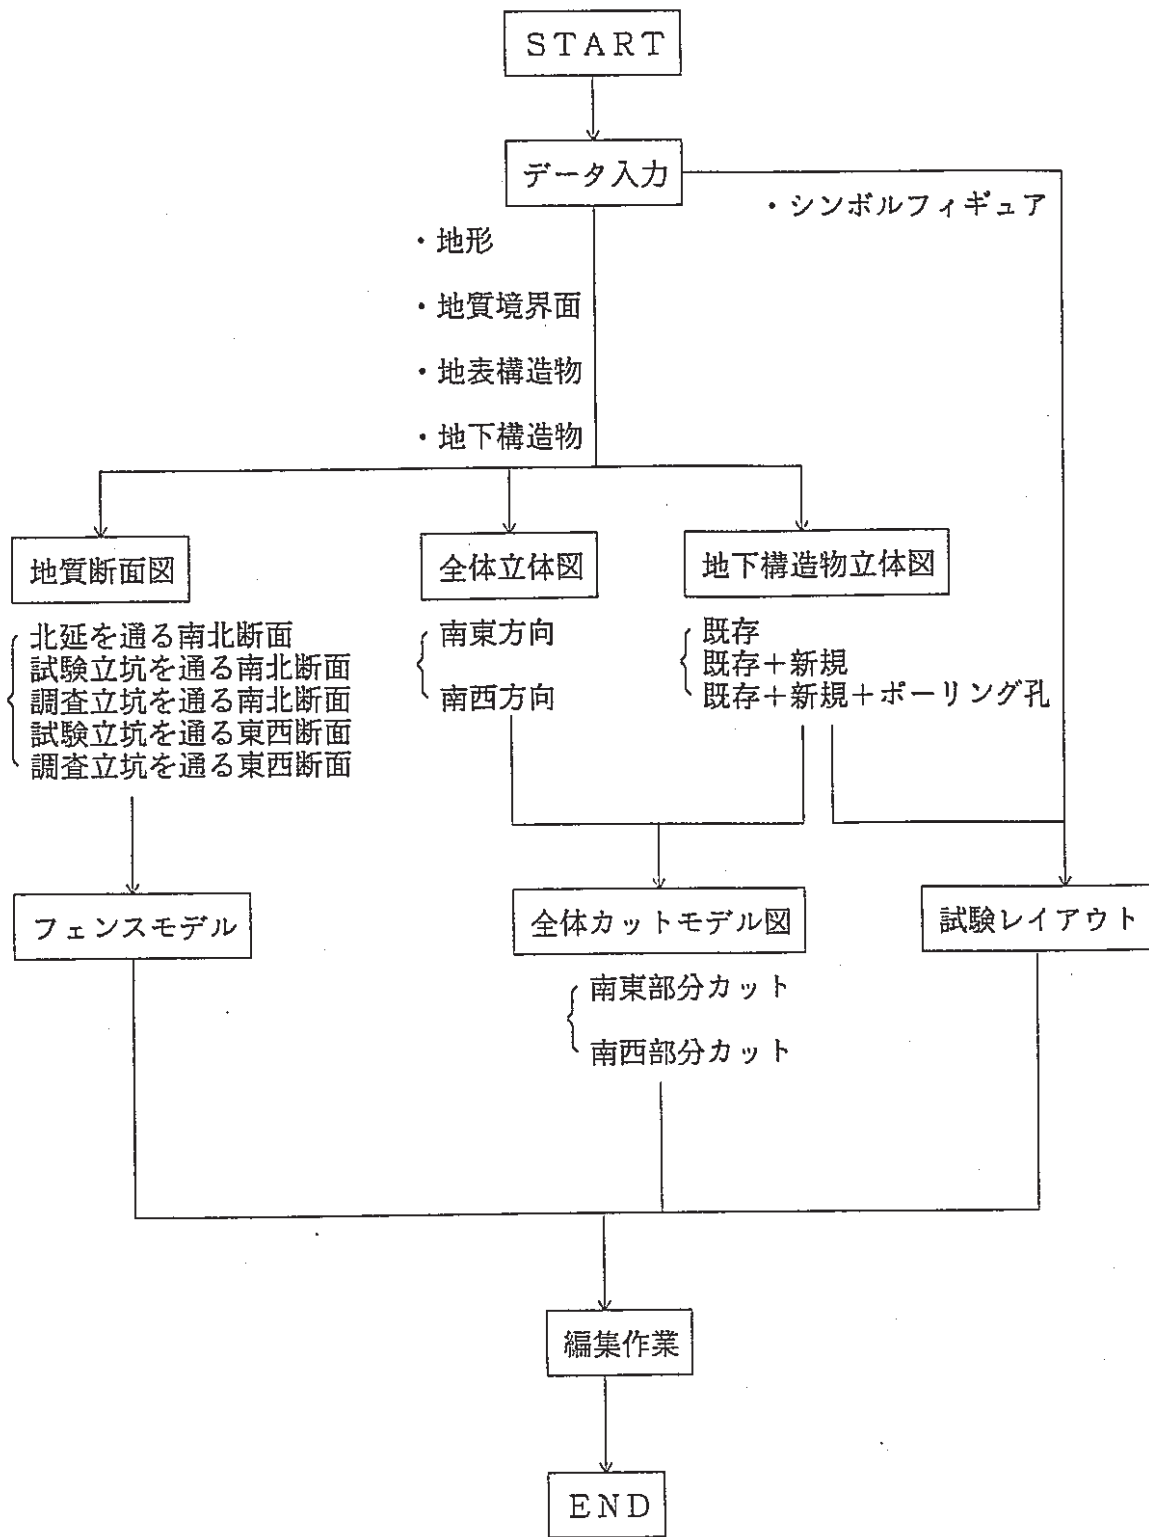 START
データ入力
・シンボルフィギュア
・地形
・地質境界面
・地表構造物
・地下構造物
地質断面図
全体立体図
地下構造物立体図
北延を通る南北断面
試験立坑を通る南北断面
調査立坑を通る南北断面
試験立坑を通る東西断面
調査立坑を通る東西断面
南東方向
南西方向
既存
既存+新規
既存+新規+ボーリング孔
フェンスモデル
全体カットモデル図
試験レイアウト
南東部分カット
南西部分カット
編集作業
END